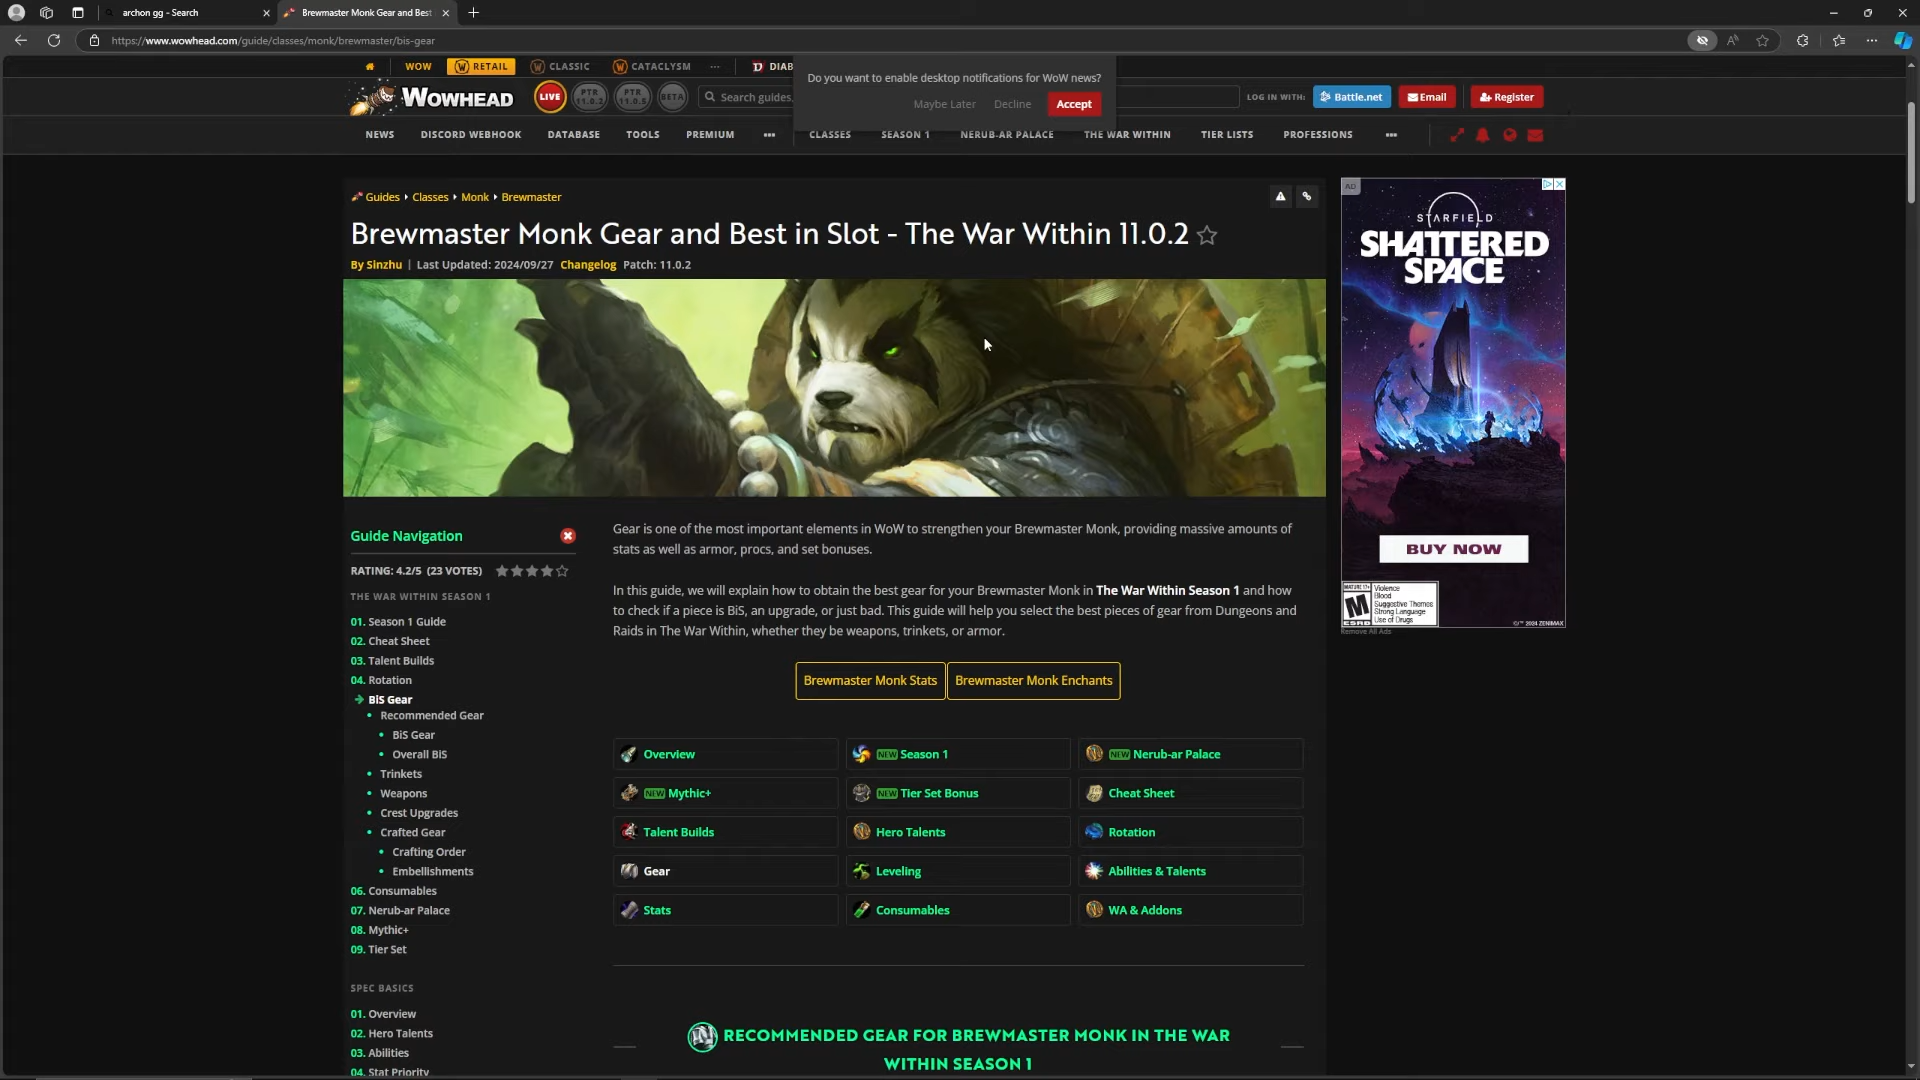 archon gg - Search
Brewmaster Monk Gear and Best
https://www.wowhead.com/guide/classes/monk/brewmaster/bis-gear
WOW
RETAIL
CLASSIC
CATACLYSM
DIAB
Do you want to enable desktop notifications for WoW news?
Maybe Later
Decline
Accept
WOWHEAD
LIVE
PTR 11.0.2
PTR 11.0.5
BETA
Search guides,
LOG IN WITH:
Battle.net
Email
Register
NEWS
DISCORD WEBHOOK
DATABASE
TOOLS
PREMIUM
CLASSES
SEASON 1
NERUB-AR PALACE
THE WAR WITHIN
TIER LISTS
PROFESSIONS
Guides
Classes
Monk
Brewmaster
Brewmaster Monk Gear and Best in Slot - The War Within 11.0.2
By Sinzhu | Last Updated: 2024/09/27 Changelog Patch: 11.0.2
Guide Navigation
RATING: 4.2/5 (23 VOTES)
THE WAR WITHIN SEASON 1
01. Season 1 Guide
02. Cheat Sheet
03. Talent Builds
04. Rotation
BiS Gear
Recommended Gear
BiS Gear
Overall BiS
Trinkets
Weapons
Crest Upgrades
Crafted Gear
Crafting Order
Embellishments
06. Consumables
07. Nerub-ar Palace
08. Mythic+
09. Tier Set
SPEC BASICS
01. Overview
02. Hero Talents
03. Abilities
04. Stat Priority
Gear is one of the most important elements in WoW to strengthen your Brewmaster Monk, providing massive amounts of
stats as well as armor, procs, and set bonuses.
In this guide, we will explain how to obtain the best gear for your Brewmaster Monk in The War Within Season 1 and how
to check if a piece is BiS, an upgrade, or just bad. This guide will help you select the best pieces of gear from Dungeons and
Raids in The War Within, whether they be weapons, trinkets, or armor.
Brewmaster Monk Stats
Brewmaster Monk Enchants
Overview
NEW Season 1
NEW Nerub-ar Palace
NEW Mythic+
NEW Tier Set Bonus
Cheat Sheet
Talent Builds
Hero Talents
Rotation
Gear
Leveling
Abilities & Talents
Stats
Consumables
WA & Addons
RECOMMENDED GEAR FOR BREWMASTER MONK IN THE WAR
WITHIN SEASON 1
AD
STARFIELD
SHATTERED
SPACE
BUY NOW
MATURE 17+
M
ESRB
Violence
Blood
Suggestive Themes
Strong Language
Use of Drugs
©/™ 2024 ZENIMAX
Remove All Ads